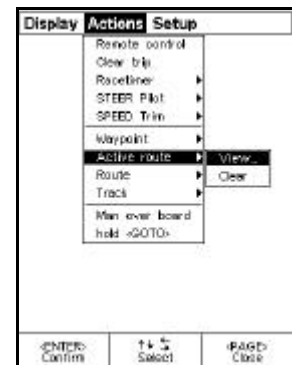 Display Actions Setup
Remote control
Clear trip
Racetimer
STEER Pilot
SPEED Trim
Waypoint
Active route
View...
Clear
Route
Track
Man over board
hold <GOTO>
<ENTER>
Confirm
Select
<PAGE>
Close